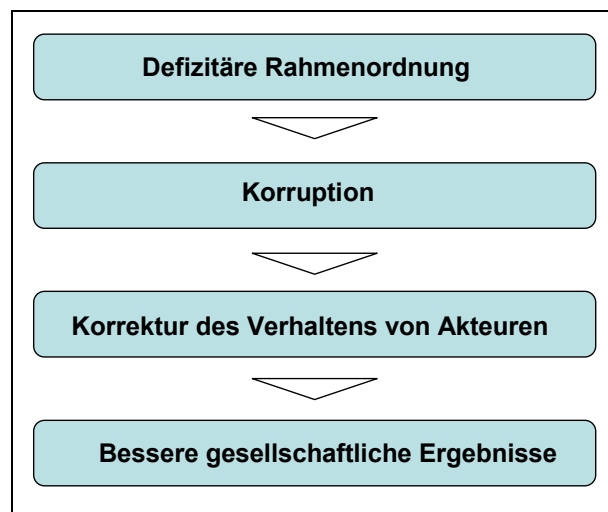 Defizitäre Rahmenordnung
Korruption
Korrektur des Verhaltens von Akteuren
Bessere gesellschaftliche Ergebnisse